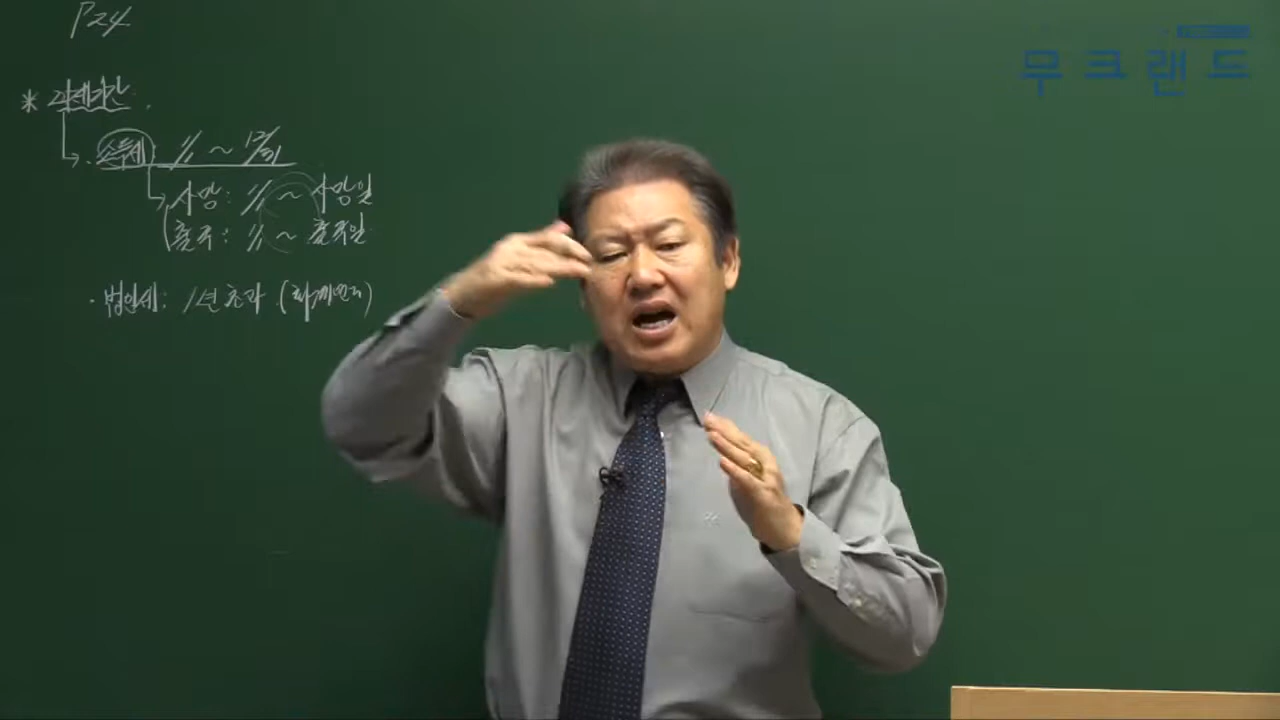 P24.
* 과세기간.
소득세: 1/1 ~ 12/31
사망: 1/1 ~ 사망일
출국: 1/1 ~ 출국일
· 법인세: 1년 초과 (회계연도)
무크랜드